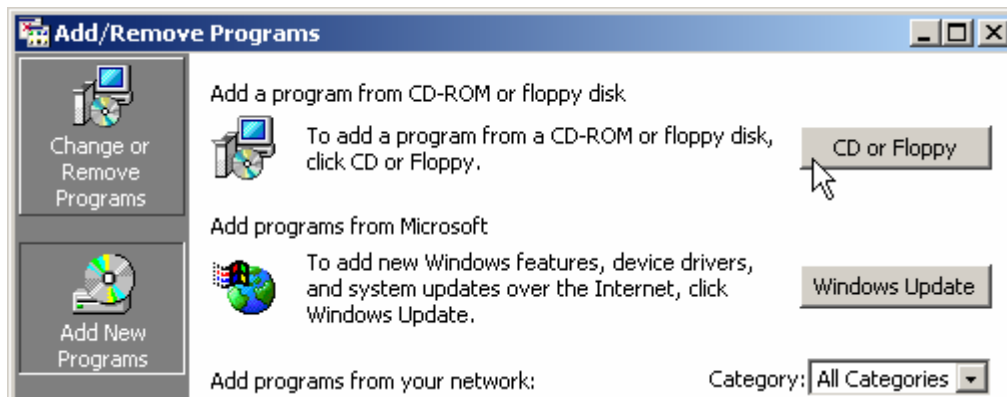 Add/Remove Programs
Change or
Remove
Programs
Add New
Programs
Add a program from CD-ROM or floppy disk
To add a program from a CD-ROM or floppy disk,
click CD or Floppy.
CD or Floppy
Add programs from Microsoft
To add new Windows features, device drivers,
and system updates over the Internet, click
Windows Update.
Windows Update
Add programs from your network:
Category: All Categories